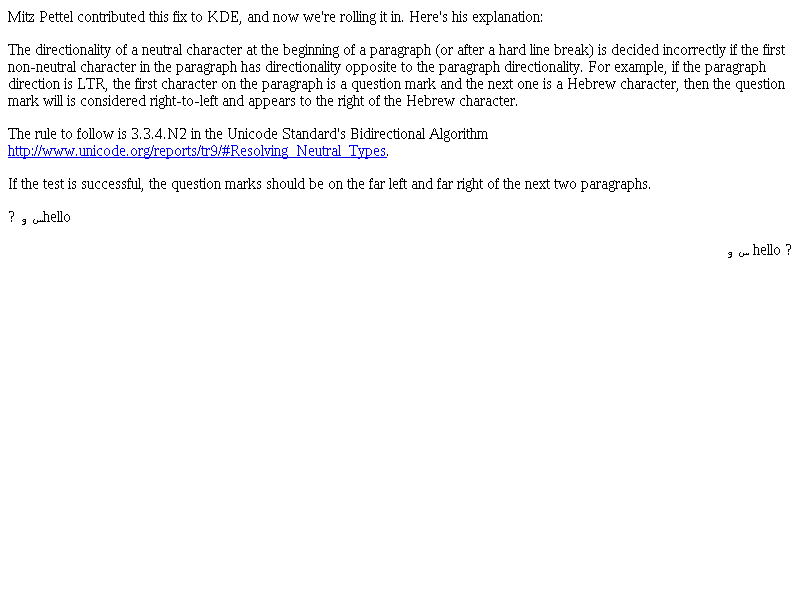 Mitz Pettel contributed this fix to KDE, and now we're rolling it in. Here's his explanation:
The directionality of a neutral character at the beginning of a paragraph (or after a hard line break) is decided incorrectly if the first
non-neutral character in the paragraph has directionality opposite to the paragraph directionality. For example, if the paragraph
direction is LTR, the first character on the paragraph is a question mark and the next one is a Hebrew character, then the question
mark will is considered right-to-left and appears to the right of the Hebrew character.
The rule to follow is 3.3.4.N2 in the Unicode Standard's Bidirectional Algorithm
http://www.unicode.org/reports/tr9/#Resolving_Neutral_Types.
If the test is successful, the question marks should be on the far left and far right of the next two paragraphs.
? س وhello
? hello س و